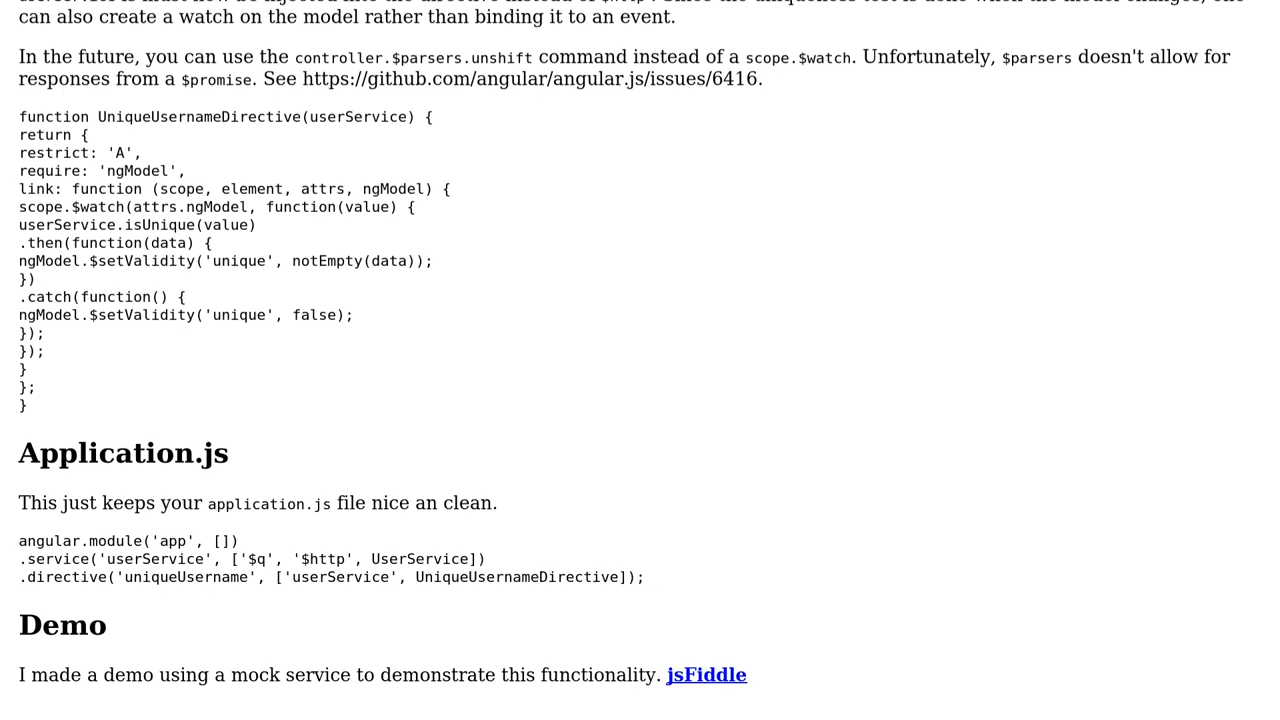 can also create a watch on the model rather than binding it to an event.
In the future, you can use the controller.$parsers.unshift command instead of a scope.$watch. Unfortunately, $parsers doesn't allow for
responses from a $promise. See https://github.com/angular/angular.js/issues/6416.
function UniqueUsernameDirective(userService) {
return {
restrict: 'A',
require: 'ngModel',
link: function (scope, element, attrs, ngModel) {
scope.$watch(attrs.ngModel, function(value) {
userService.isUnique(value)
.then(function(data) {
ngModel.$setValidity('unique', notEmpty(data));
})
.catch(function() {
ngModel.$setValidity('unique', false);
});
});
}
};
}
Application.js
This just keeps your application.js file nice an clean.
angular.module('app', [])
.service('userService', ['$q', '$http', UserService])
.directive('uniqueUsername', ['userService', UniqueUsernameDirective]);
Demo
I made a demo using a mock service to demonstrate this functionality. jsFiddle